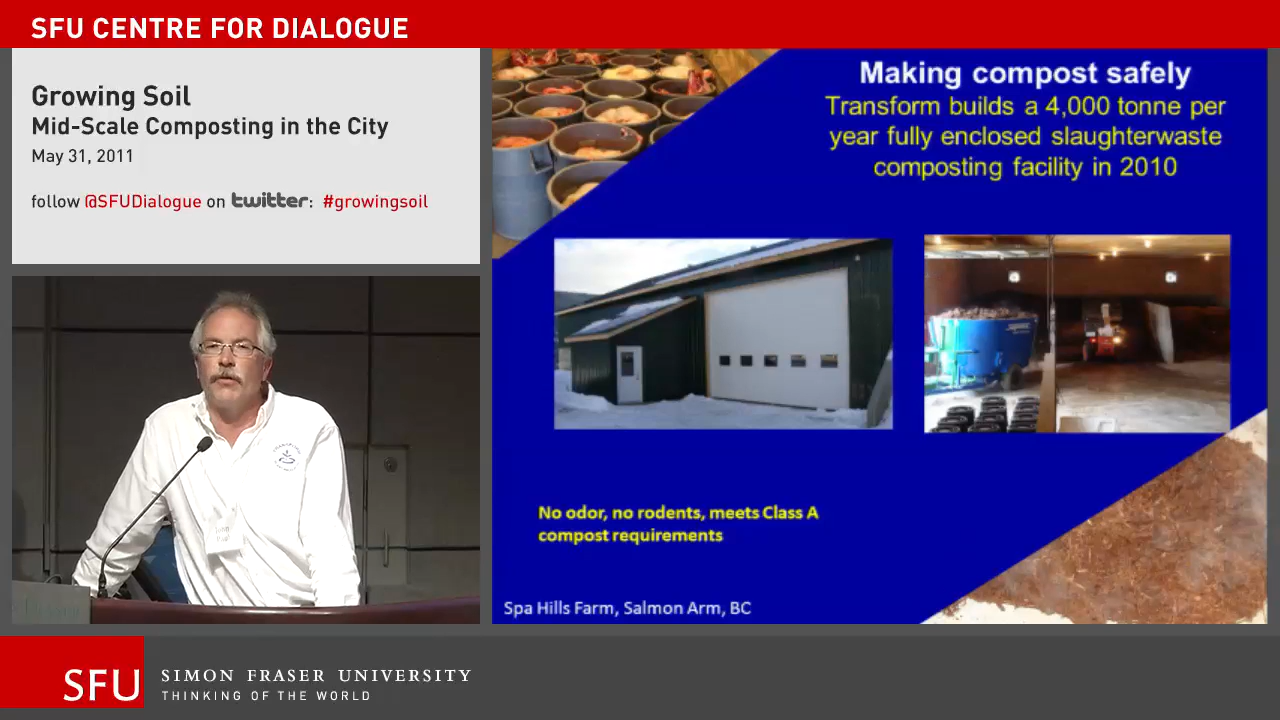 SFU CENTRE FOR DIALOGUE
Growing Soil
Mid-Scale Composting in the City
May 31, 2011
follow @SFUDialogue on twitter: #growingsoil
Making compost safely
Transform builds a 4,000 tonne per
year fully enclosed slaughterwaste
composting facility in 2010
No odor, no rodents, meets Class A
compost requirements
Spa Hills Farm, Salmon Arm, BC
SFU
SIMON FRASER UNIVERSITY
THINKING OF THE WORLD